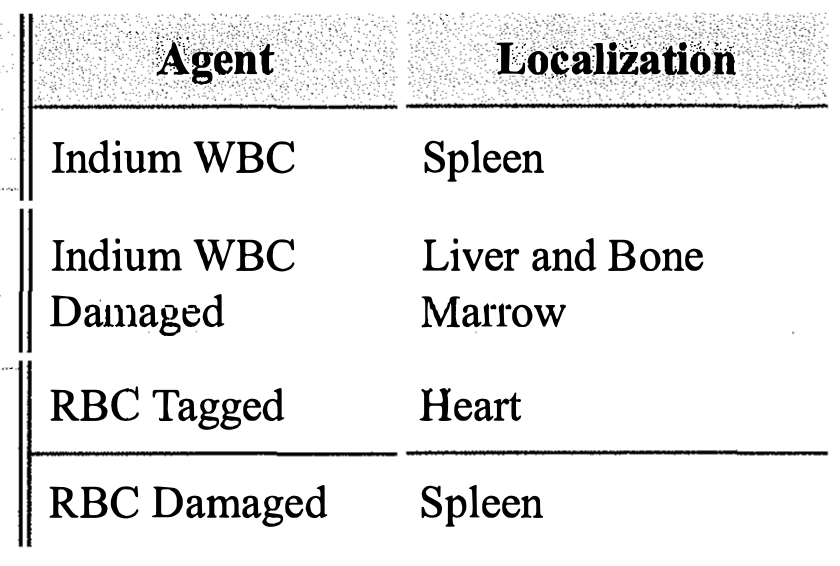 Agent Localization
Indium WBC Spleen
Indium WBC Liver and Bone
Damaged Marrow
RBC Tagged Heart
RBC Damaged Spleen